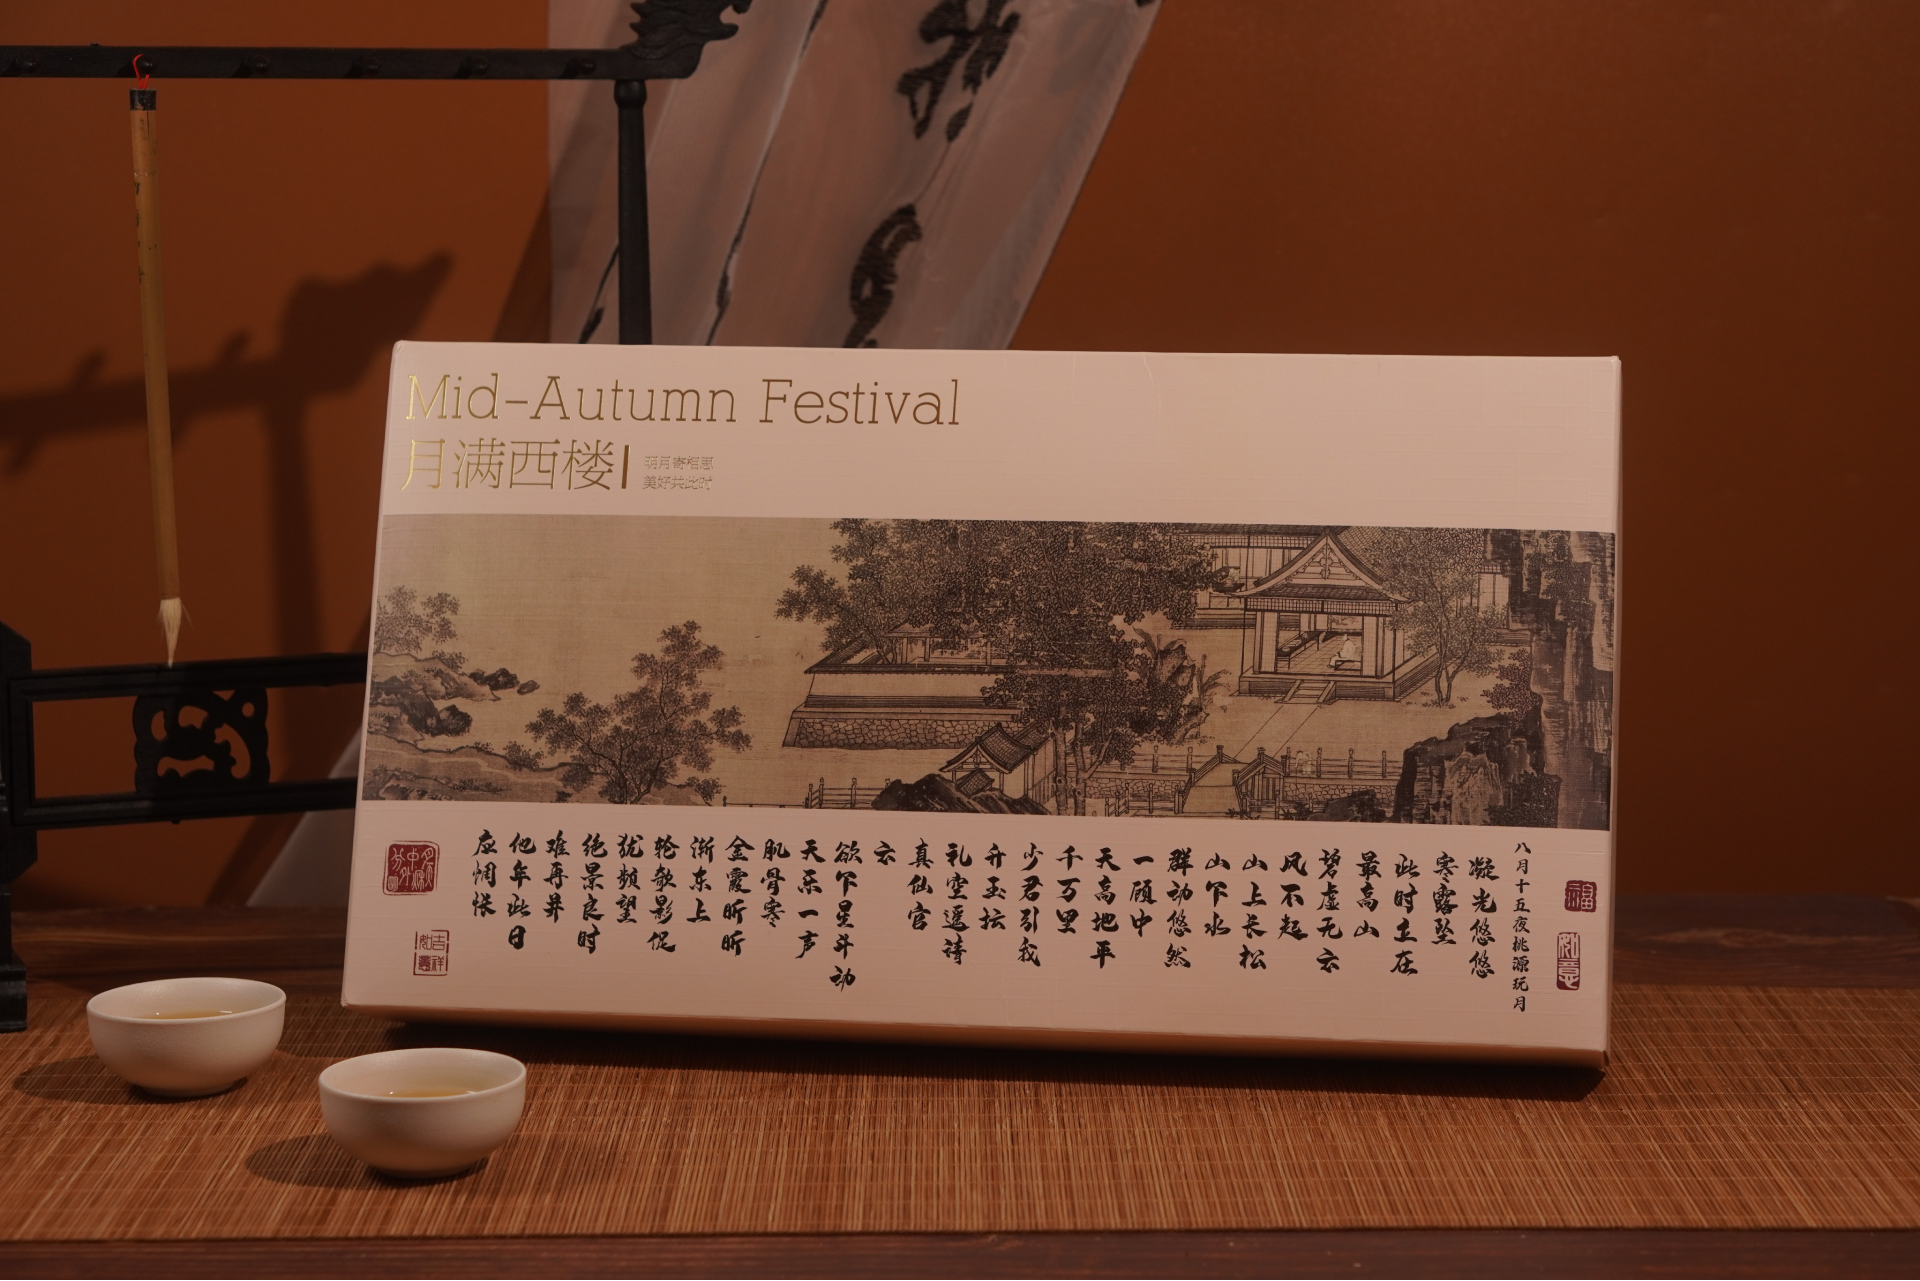 Mid-Autumn Festival
月满西楼
明月寄相思
美好共此时
八月十五夜桃源玩月
凝光悠悠
寒露坠
此时立在
最高山
碧虚无云
风不起
山上长松
山下水
群动悠然
一顾中
天高地平
千万里
少君引我
升玉坛
礼空遥请
真仙官
云
欲下星斗动
天乐一声
肌骨寒
金霞昕昕
渐东上
轮欹影促
犹频望
绝景良时
难再并
他年此日
应惆怅
如意
吉祥
如意